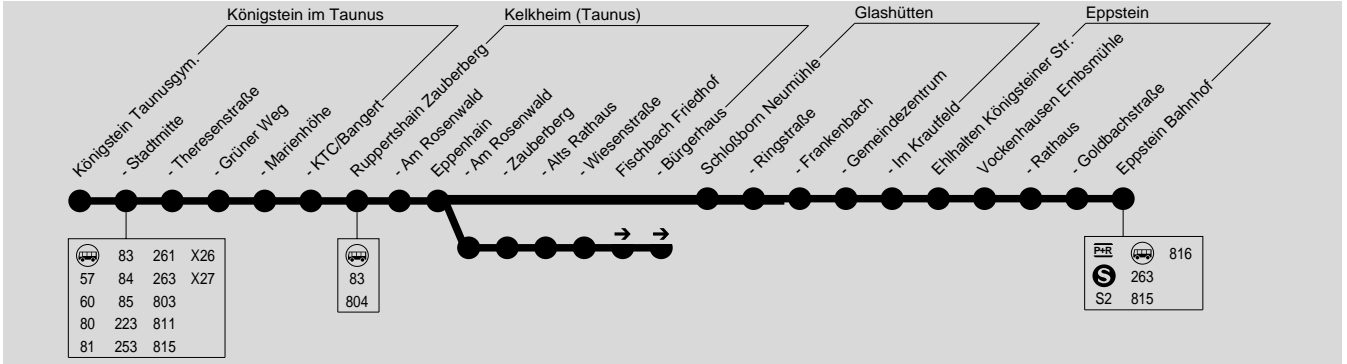 Königstein im Taunus
Kelkheim (Taunus)
Glashütten
Eppstein
Königstein Taunusgym.
- Stadtmitte
- Theresenstraße
- Grüner Weg
- Marienhöhe
- KTC/Bangert
Ruppertshain Zauberberg
- Am Rosenwald
Eppenhain
- Am Rosenwald
- Zauberberg
- Alts Rathaus
- Wiesenstraße
Fischbach Friedhof
- Bürgerhaus
Schloßborn Neumühle
- Ringstraße
- Frankenbach
- Gemeindezentrum
- Im Krautfeld
Ehlhalten Königsteiner Str.
Vockenhausen Embsmühle
- Rathaus
- Goldbachstraße
Eppstein Bahnhof
83 261 X26
57 84 263 X27
60 85 803
80 223 811
81 253 815
83
804
P+R 816
S 263
S2 815